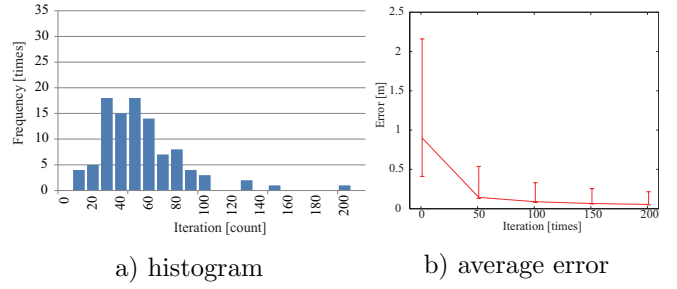 35
30
25
20
15
10
5
0
Frequency [times]
0 20 40 60 80 100 120 140 160 180 200
Iteration [count]
a) histogram
2.5
2
1.5
1
0.5
0
Error [m]
0 50 100 150 200
Iteration [times]
b) average error